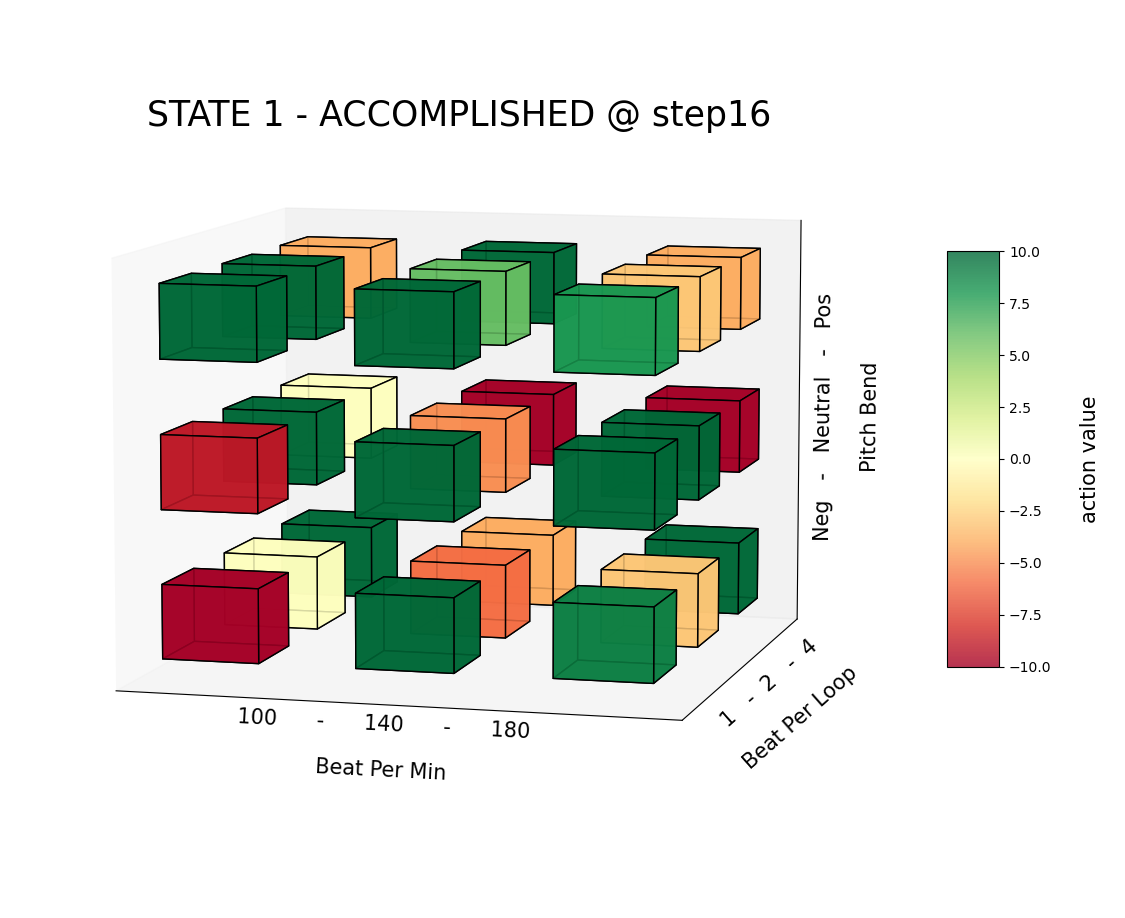 STATE 1 - ACCOMPLISHED @ step16
Neg - Neutral - Pos
Pitch Bend
1 - 2 - 4
Beat Per Loop
100 - 140 - 180
Beat Per Min
10.0
7.5
5.0
2.5
0.0
−2.5
−5.0
−7.5
−10.0
action value